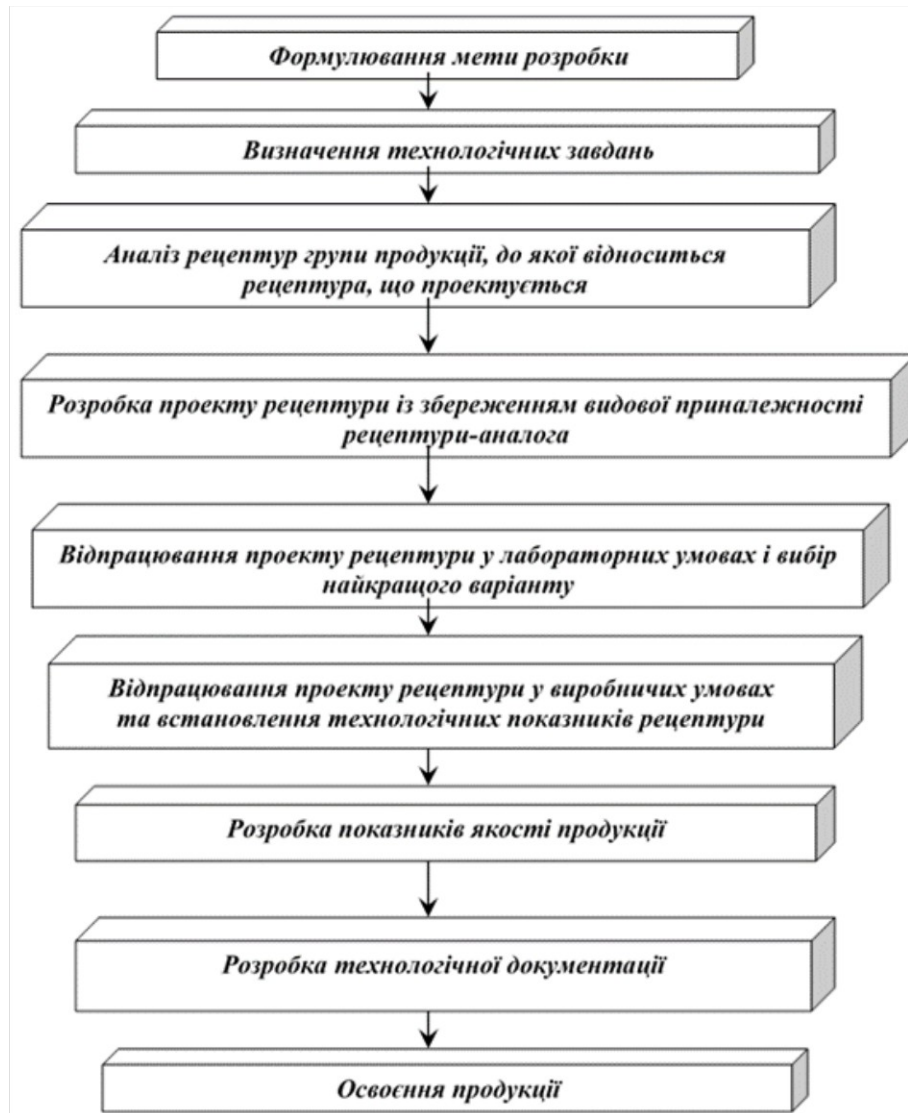 Формулювання мети розробки
Визначення технологічних завдань
Аналіз рецептур групи продукції, до якої відноситься
рецептура, що проектується
Розробка проекту рецептури із збереженням видової приналежності
рецептури-аналога
Відпрацювання проекту рецептури у лабораторних умовах і вибір
найкращого варіанту
Відпрацювання проекту рецептури у виробничих умовах
та встановлення технологічних показників рецептури
Розробка показників якості продукції
Розробка технологічної документації
Освоєння продукції